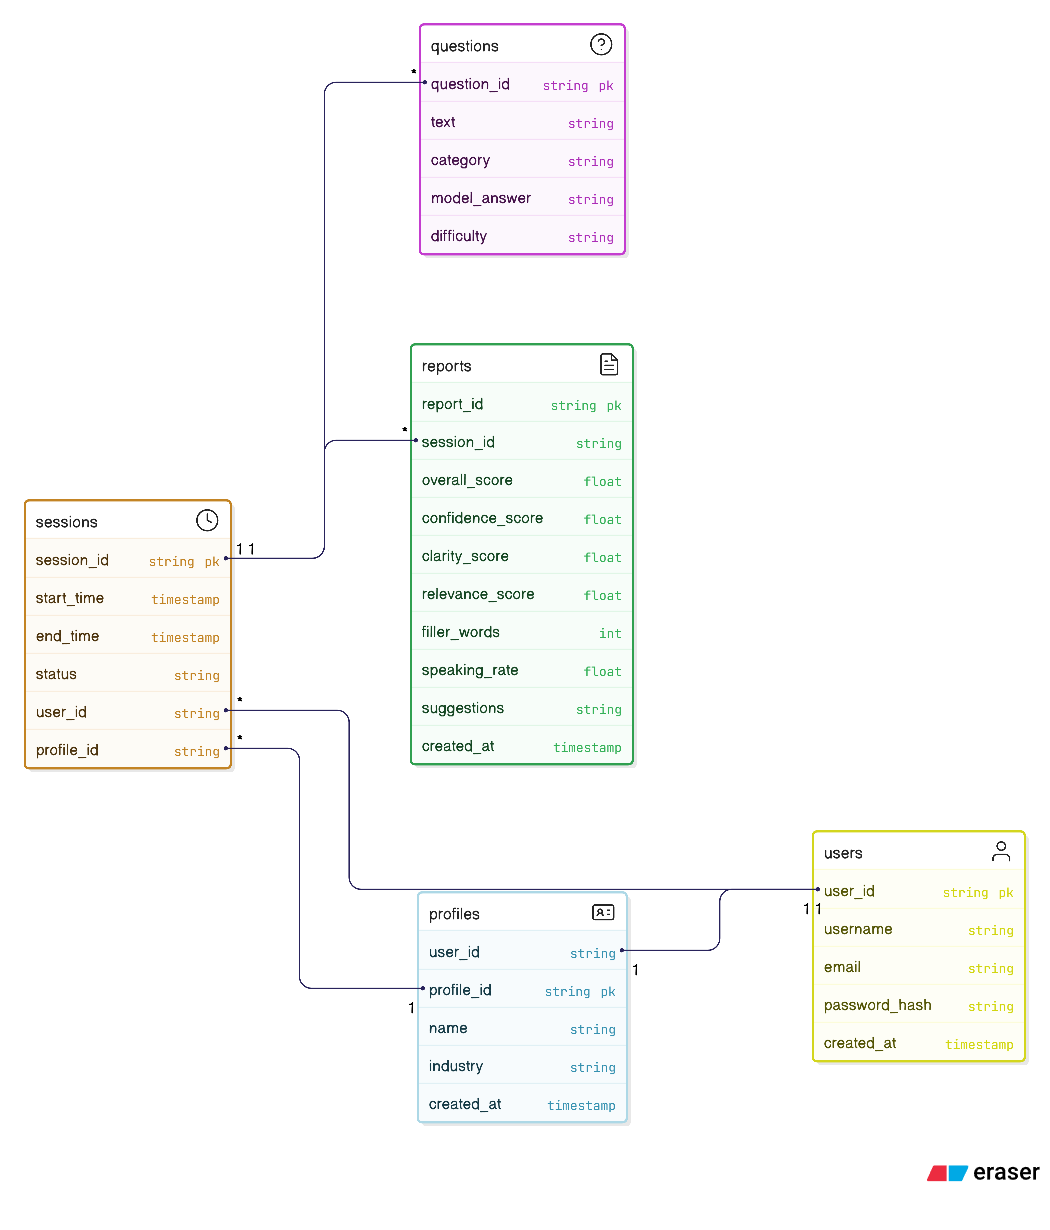 questions
*
question_id string pk
text string
category string
model_answer string
difficulty string
reports
report_id string pk
*
session_id string
overall_score float
confidence_score float
clarity_score float
relevance_score float
filler_words int
speaking_rate float
suggestions string
created_at timestamp
sessions
session_id string pk
1 1
start_time timestamp
end_time timestamp
status string
*
user_id string
*
profile_id string
users
user_id string pk
1 1
username string
email string
password_hash string
created_at timestamp
profiles
user_id string
1
profile_id string pk
1
name string
industry string
created_at timestamp
eraser